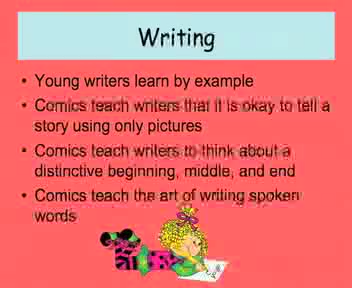 Writing
• Young writers learn by example
• Comics teach writers that it is okay to tell a
story using only pictures
• Comics teach writers to think about a
distinctive beginning, middle, and end
• Comics teach the art of writing spoken
words